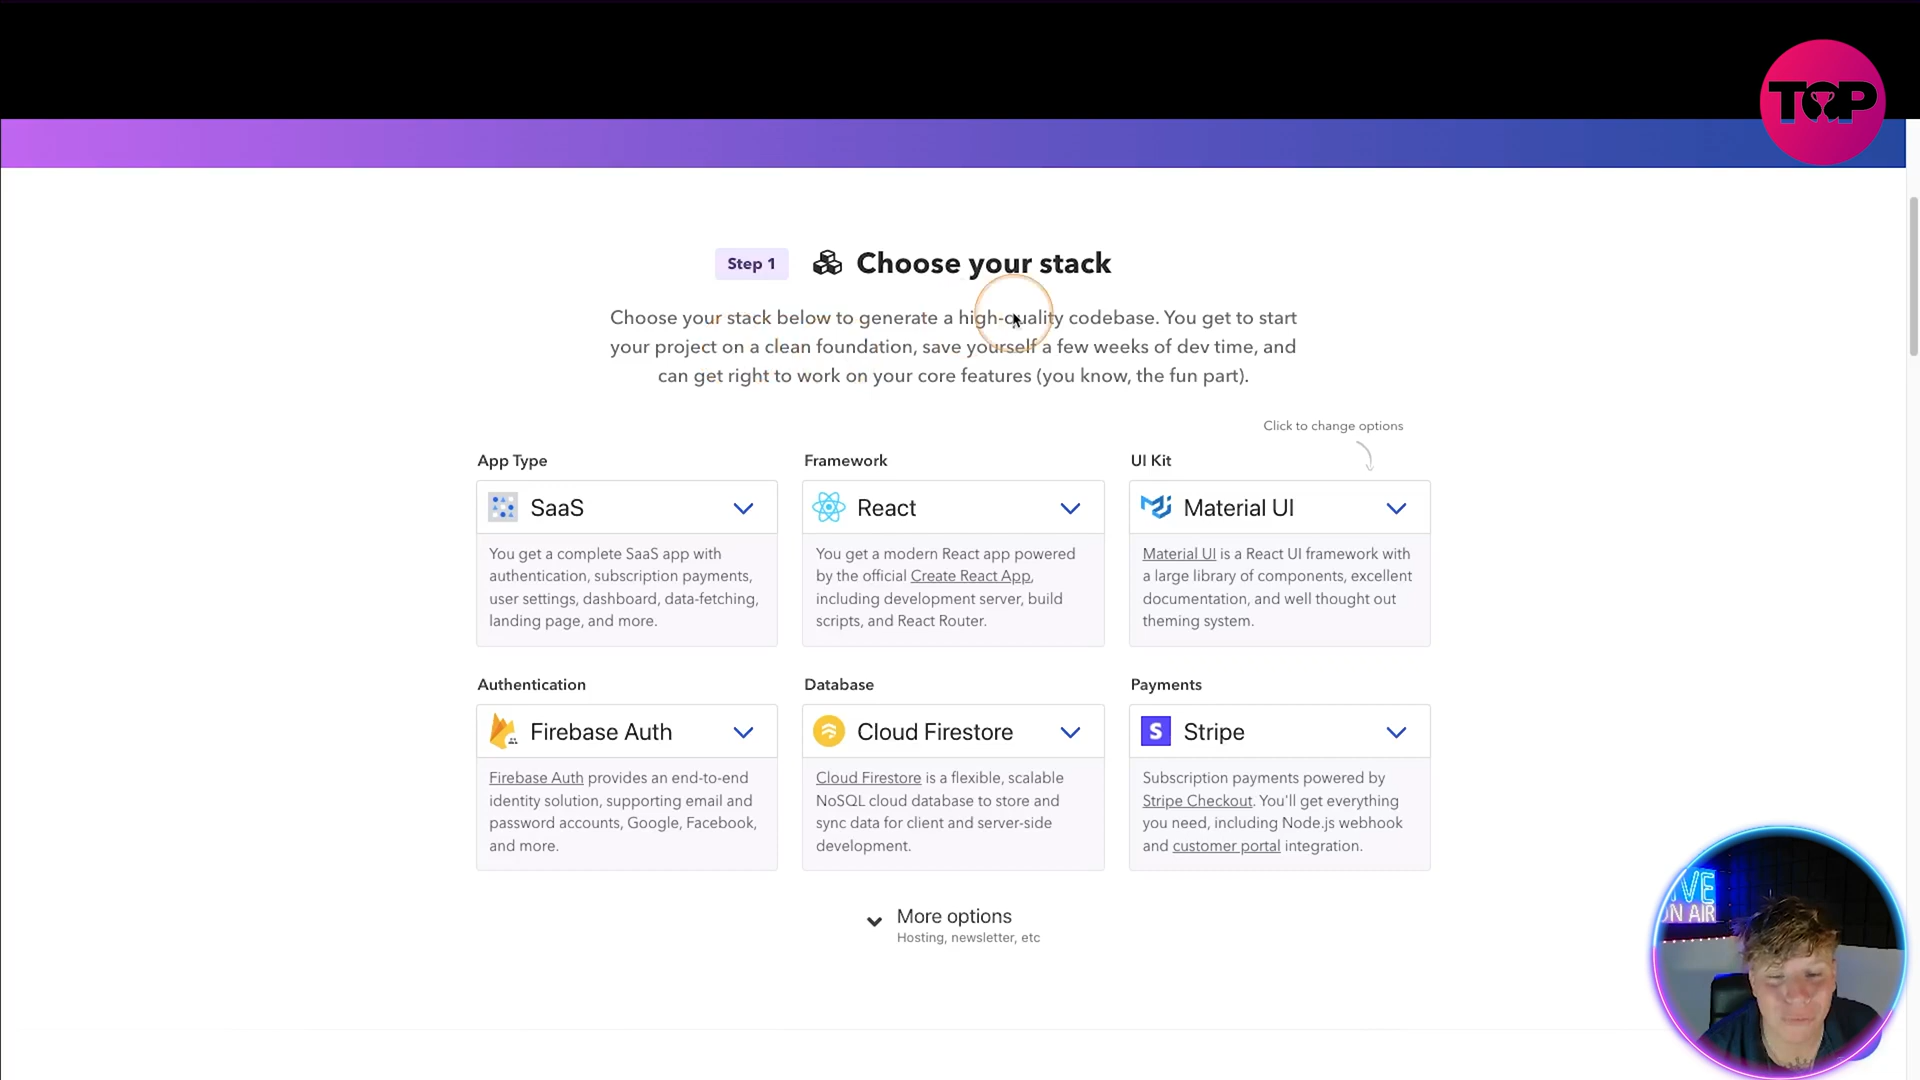 TOP
Step 1
Choose your stack
Choose your stack below to generate a high-quality codebase. You get to start
your project on a clean foundation, save yourself a few weeks of dev time, and
can get right to work on your core features (you know, the fun part).
Click to change options
App Type
Framework
UI Kit
SaaS
React
Material UI
You get a complete SaaS app with
authentication, subscription payments,
user settings, dashboard, data-fetching,
landing page, and more.
You get a modern React app powered
by the official Create React App,
including development server, build
scripts, and React Router.
Material UI is a React UI framework with
a large library of components, excellent
documentation, and well thought out
theming system.
Authentication
Database
Payments
Firebase Auth
Cloud Firestore
S
Stripe
Firebase Auth provides an end-to-end
identity solution, supporting email and
password accounts, Google, Facebook,
and more.
Cloud Firestore is a flexible, scalable
NoSQL cloud database to store and
sync data for client and server-side
development.
Subscription payments powered by
Stripe Checkout. You'll get everything
you need, including Node.js webhook
and customer portal integration.
More options
Hosting, newsletter, etc
IVE
ON AIR